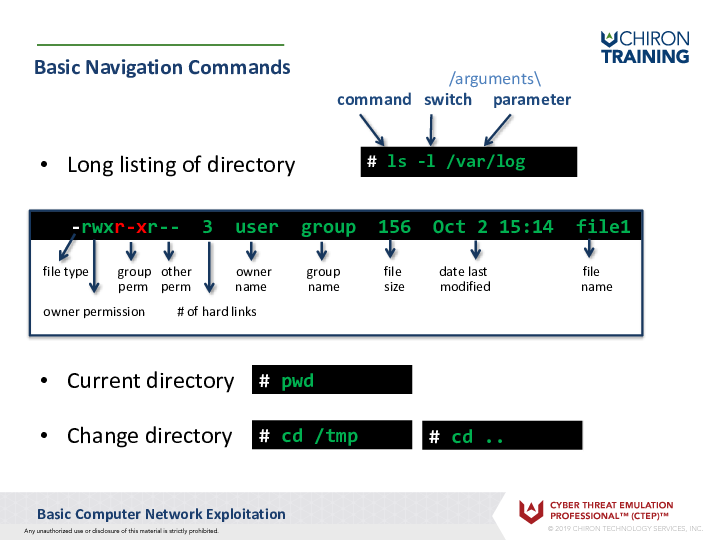 CHIRON
TRAINING
Basic Navigation Commands
/arguments\
command switch parameter
• Long listing of directory
# ls -l /var/log
-rwxr-xr-- 3 user group 156 Oct 2 15:14 file1
file type group perm other perm owner name group name file size date last modified file name
owner permission # of hard links
• Current directory
# pwd
• Change directory
# cd /tmp
# cd ..
Basic Computer Network Exploitation
Any unauthorized use or disclosure of this material is strictly prohibited.
CYBER THREAT EMULATION
PROFESSIONAL™ (CTEP)™
© 2019 CHIRON TECHNOLOGY SERVICES, INC.